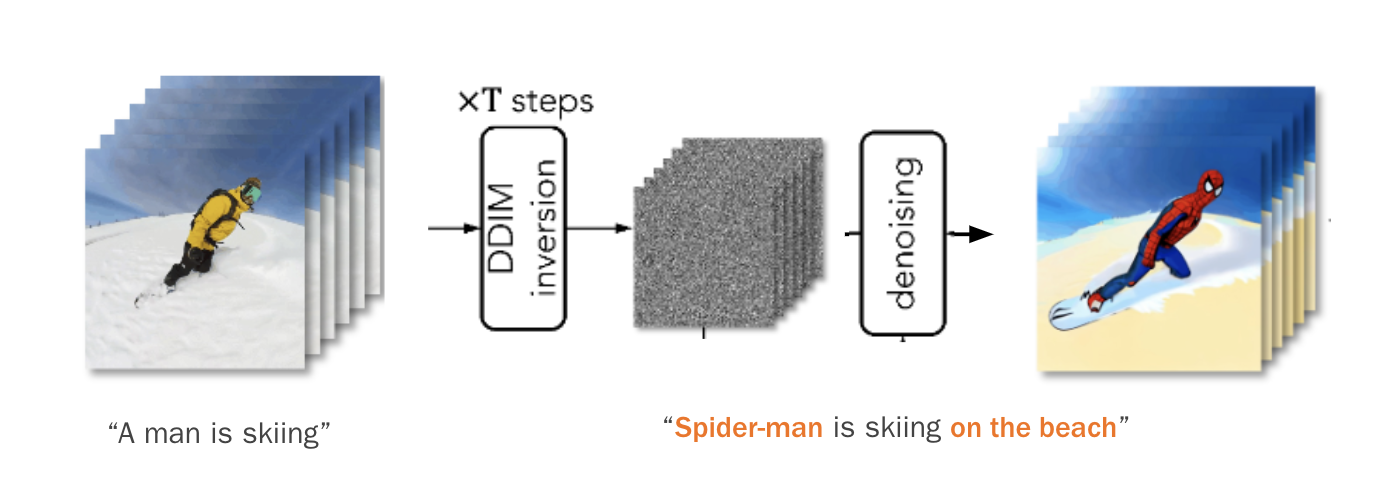 ×T steps
DDIM
inversion
denoising
“A man is skiing”
“Spider-man is skiing on the beach”